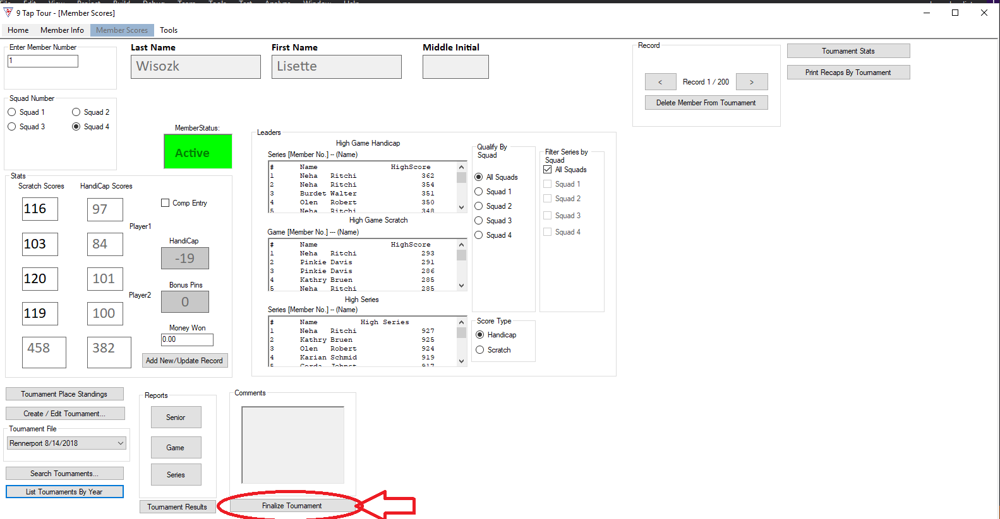 9 Tap Tour - [Member Scores]
Home Member Info Member Scores Tools
Enter Member Number
1
Last Name First Name Middle Initial
Wisozk Lisette
Record
< Record 1 / 200 >
Delete Member From Tournament
Tournament Stats
Print Recaps By Tournament
Squad Number
Squad 1 Squad 2
Squad 3 Squad 4
MemberStatus:
Active
Stats
Scratch Scores HandiCap Scores
116 97
Player1
103 84
120 101
Player2
119 100
458 382
Comp Entry
HandiCap
-19
Bonus Pins
0
Money Won
0.00
Add New/Update Record
Leaders
High Game Handicap
Series [Member No.] -- (Name)
# Name HighScore
1 Neha Ritchi 362
2 Neha Ritchi 354
3 Burdet Walter 351
4 Olen Robert 350
5 Neha Ritchi 348
High Game Scratch
Game [Member No.] --- (Name)
# Name HighScore
1 Neha Ritchi 293
2 Pinkie Davis 291
3 Pinkie Davis 286
4 Kathry Bruen 285
5 Neha Ritchi 285
High Series
Series [Member No.] -- (Name)
# Name High Series
1 Neha Ritchi 927
2 Kathry Bruen 925
3 Olen Robert 924
4 Karian Schmid 919
5 Gerda Johnst 917
Qualify By
Squad
All Squads
Squad 1
Squad 2
Squad 3
Squad 4
Filter Series by
Squad
All Squads
Squad 1
Squad 2
Squad 3
Squad 4
Score Type
Handicap
Scratch
Tournament Place Standings
Create / Edit Tournament...
Tournament File
Rennerport 8/14/2018
Search Tournaments...
List Tournaments By Year
Reports
Senior
Game
Series
Tournament Results
Comments
Finalize Tournament